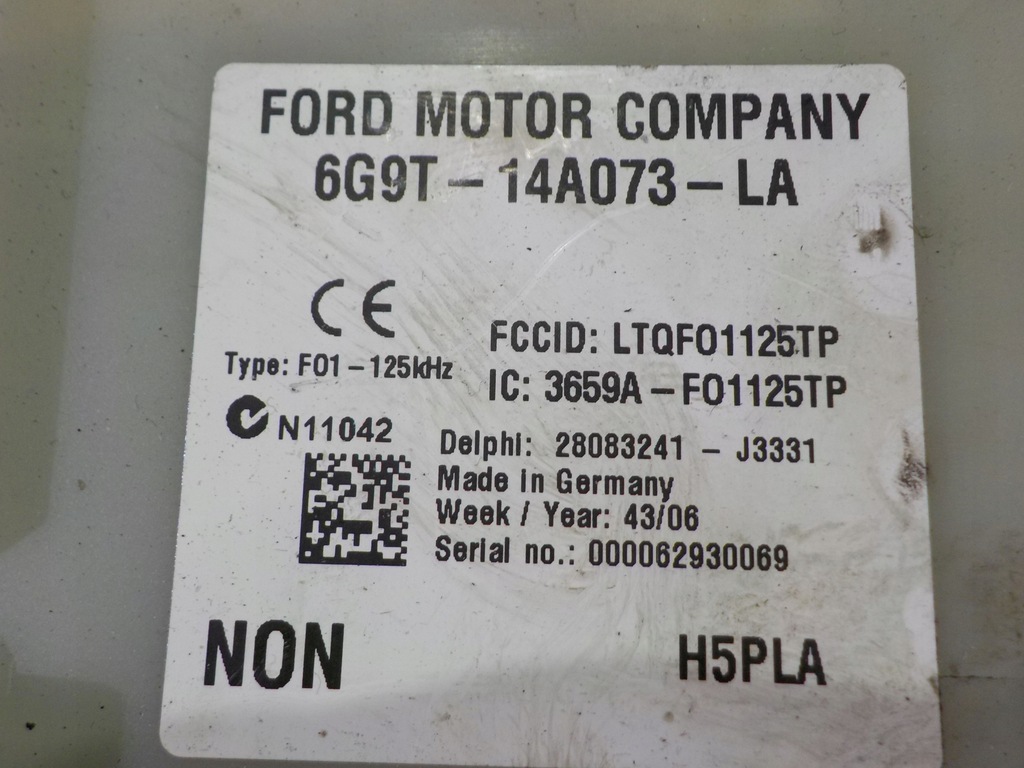 FORD MOTOR COMPANY
6G9T - 14A073 - LA
CE
FCCID: LTQF01125TP
Type: F01 - 125kHz
IC: 3659A - F01125TP
N11042
Delphi: 28083241 - J3331
Made in Germany
Week / Year: 43/06
Serial no.: 000062930069
NON
H5PLA